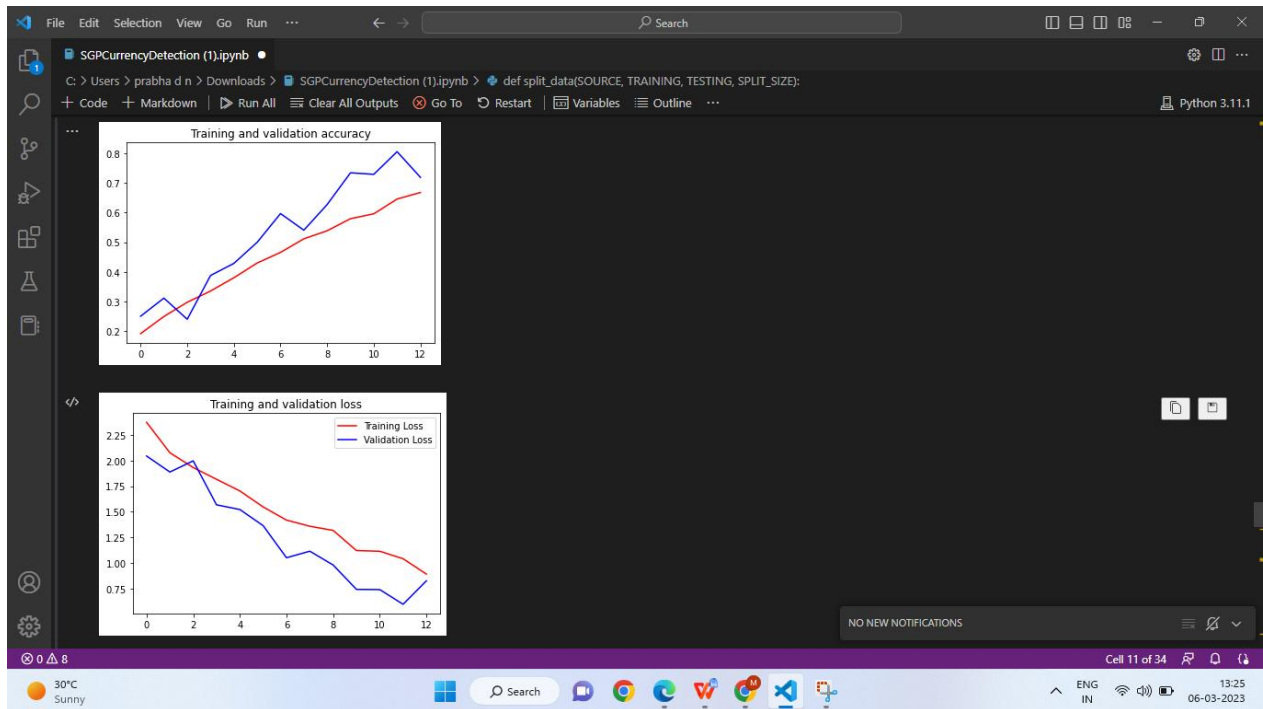 File Edit Selection View Go Run ··· Search
SGPCurrencyDetection (1).ipynb
C: > Users > prabha d n > Downloads > SGPCurrencyDetection (1).ipynb > def split_data(SOURCE, TRAINING, TESTING, SPLIT_SIZE):
+ Code + Markdown | Run All Clear All Outputs Go To Restart | Variables Outline ··· Python 3.11.1
Training and validation accuracy
0.8
0.7
0.6
0.5
0.4
0.3
0.2
0 2 4 6 8 10 12
Training and validation loss
Training Loss
Validation Loss
2.25
2.00
1.75
1.50
1.25
1.00
0.75
0 2 4 6 8 10 12
1
NO NEW NOTIFICATIONS
0 8 Cell 11 of 34
30°C
Sunny
Search
ENG
IN
13:25
06-03-2023